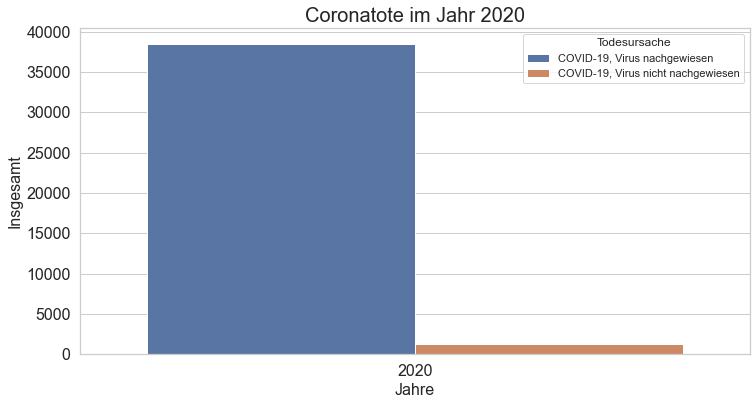 Coronatote im Jahr 2020
Todesursache
COVID-19, Virus nachgewiesen
COVID-19, Virus nicht nachgewiesen
Insgesamt
40000
35000
30000
25000
20000
15000
10000
5000
0
2020
Jahre